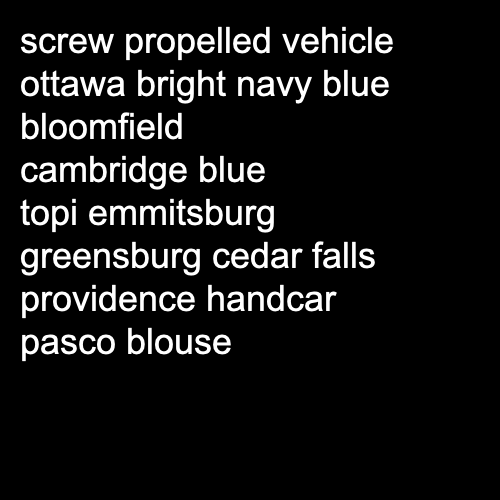 screw propelled vehicle
ottawa bright navy blue
bloomfield
cambridge blue
topi emmitsburg
greensburg cedar falls
providence handcar
pasco blouse